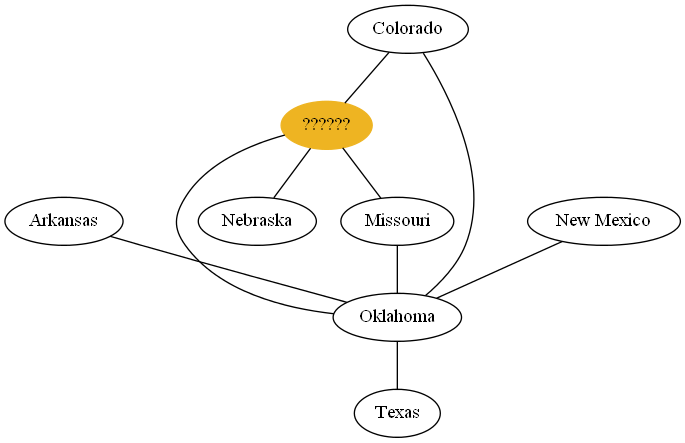 Colorado
??????
Arkansas
Nebraska
Missouri
New Mexico
Oklahoma
Texas